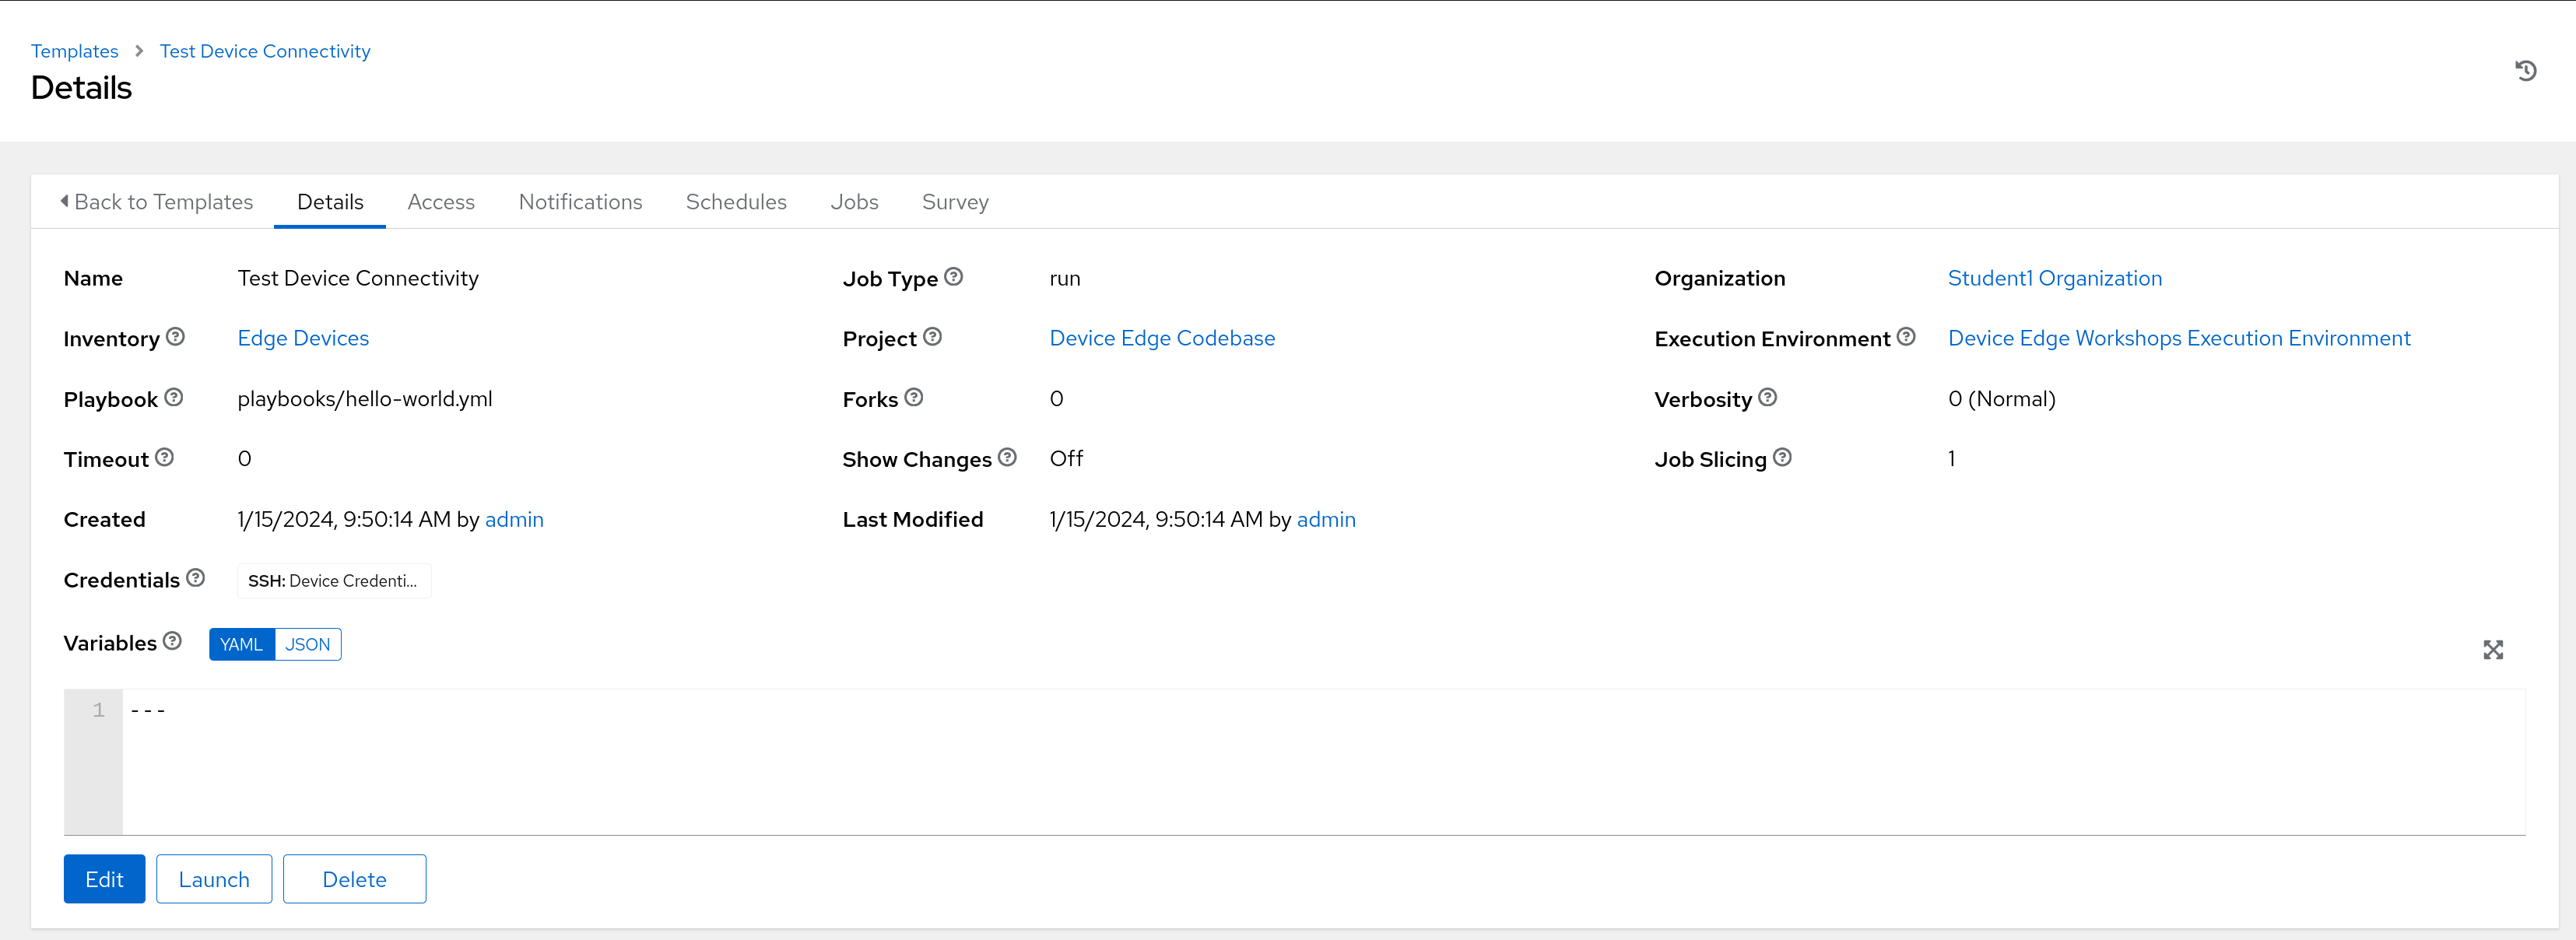 Templates > Test Device Connectivity
Details
Back to Templates Details Access Notifications Schedules Jobs Survey
Name Test Device Connectivity Job Type run Organization Student1 Organization
Inventory Edge Devices Project Device Edge Codebase Execution Environment Device Edge Workshops Execution Environment
Playbook playbooks/hello-world.yml Forks 0 Verbosity 0 (Normal)
Timeout 0 Show Changes Off Job Slicing 1
Created 1/15/2024, 9:50:14 AM by admin Last Modified 1/15/2024, 9:50:14 AM by admin
Credentials SSH: Device Credenti...
Variables YAML JSON
1 ---
Edit Launch Delete